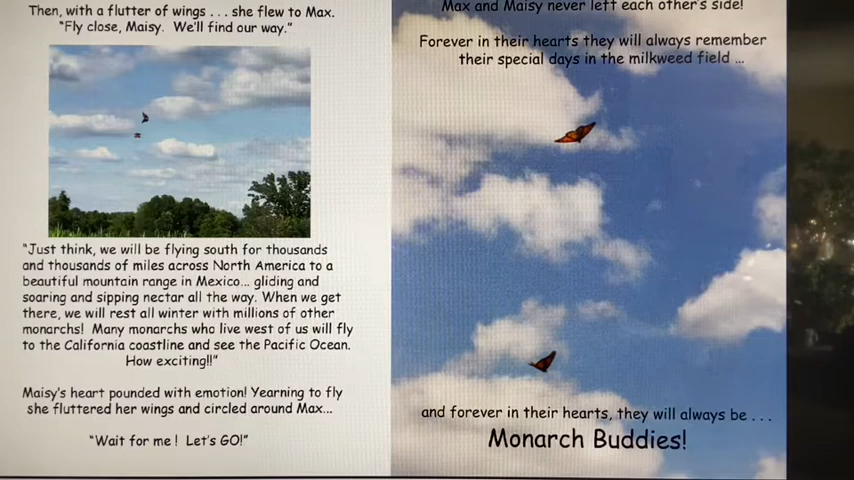 Then, with a flutter of wings . . . she flew to Max.
"Fly close, Maisy. We'll find our way."
"Just think, we will be flying south for thousands
and thousands of miles across North America to a
beautiful mountain range in Mexico... gliding and
soaring and sipping nectar all the way. When we get
there, we will rest all winter with millions of other
monarchs! Many monarchs who live west of us will fly
to the California coastline and see the Pacific Ocean.
How exciting!!"
Maisy's heart pounded with emotion! Yearning to fly
she fluttered her wings and circled around Max...
"Wait for me ! Let's GO!"
Max and Maisy never left each other's side!
Forever in their hearts they will always remember
their special days in the milkweed field ...
and forever in their hearts, they will always be . . .
Monarch Buddies!